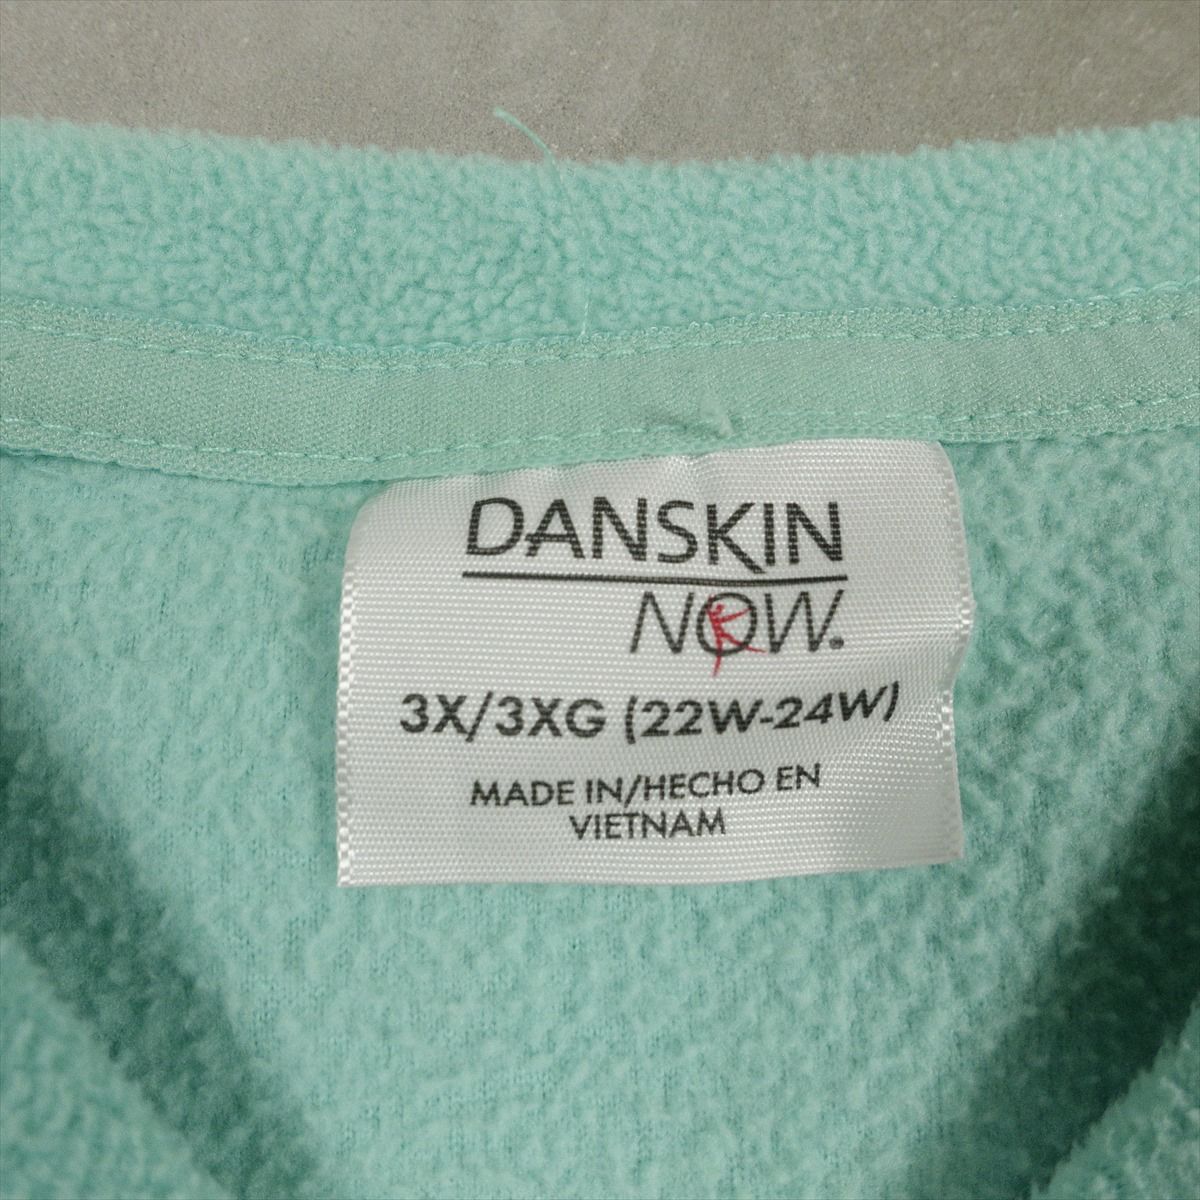 DANSKIN
NOW®
3X/3XG (22W-24W)
MADE IN/HECHO EN
VIETNAM